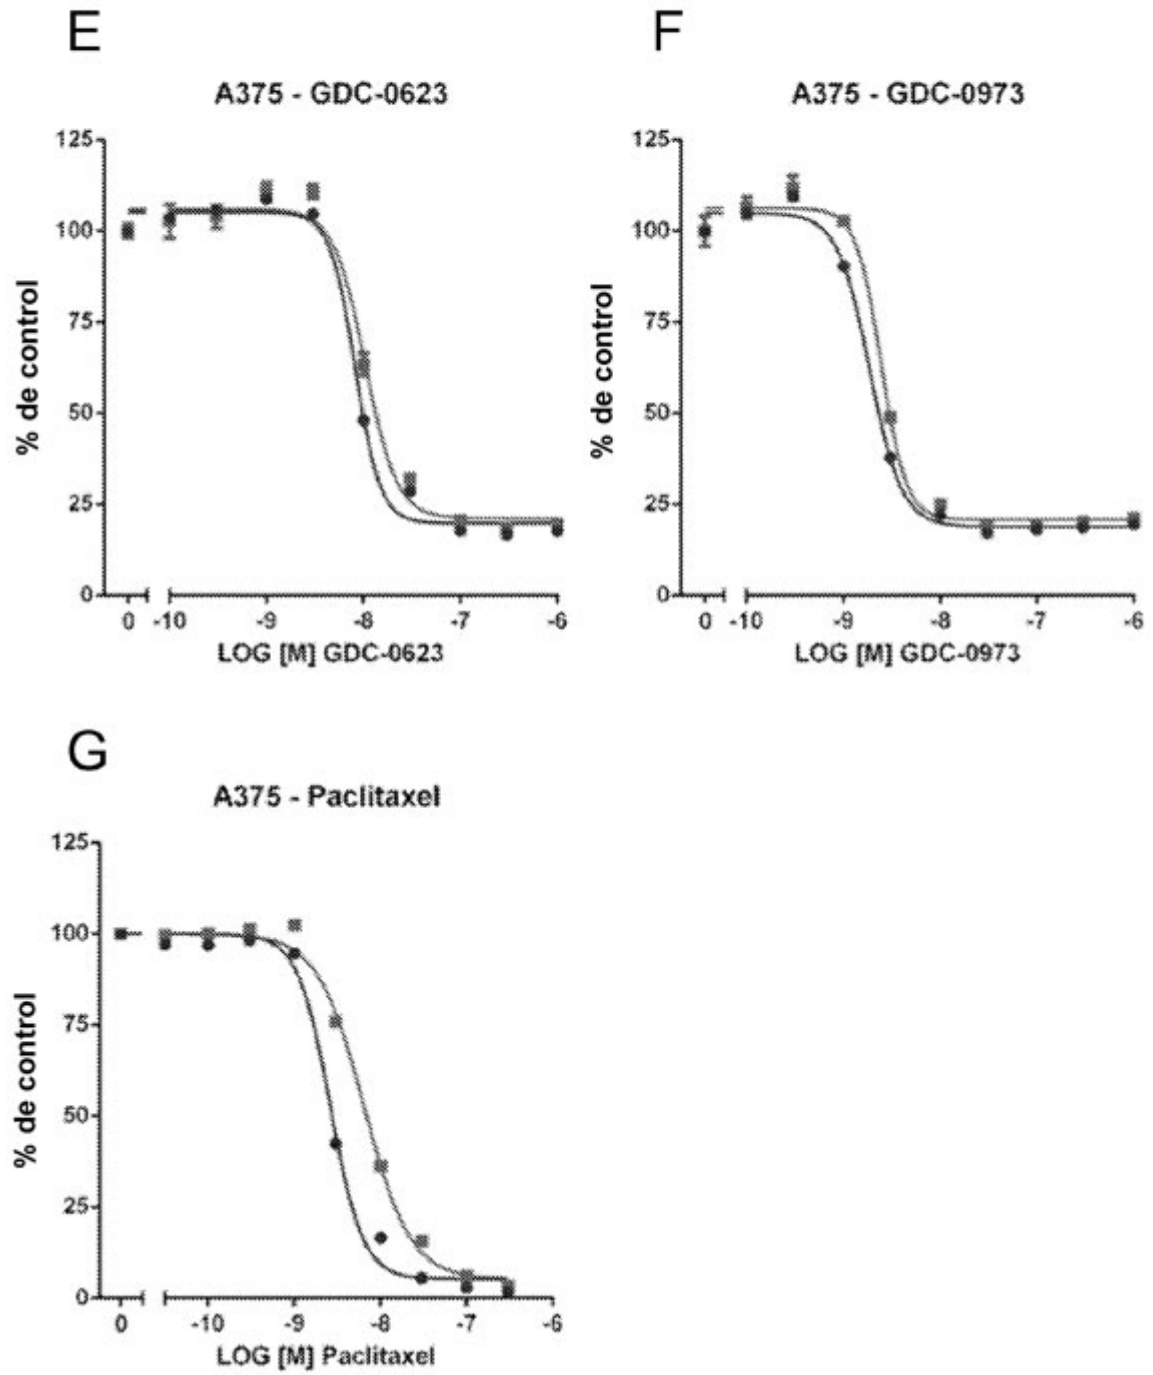 E
A375 - GDC-0623
125
100
75
50
25
0
% de control
0 -10 -9 -8 -7 -6
LOG [M] GDC-0623
F
A375 - GDC-0973
125
100
75
50
25
0
% de control
0 -10 -9 -8 -7 -6
LOG [M] GDC-0973
G
A375 - Paclitaxel
125
100
75
50
25
0
% de control
0 -10 -9 -8 -7 -6
LOG [M] Paclitaxel